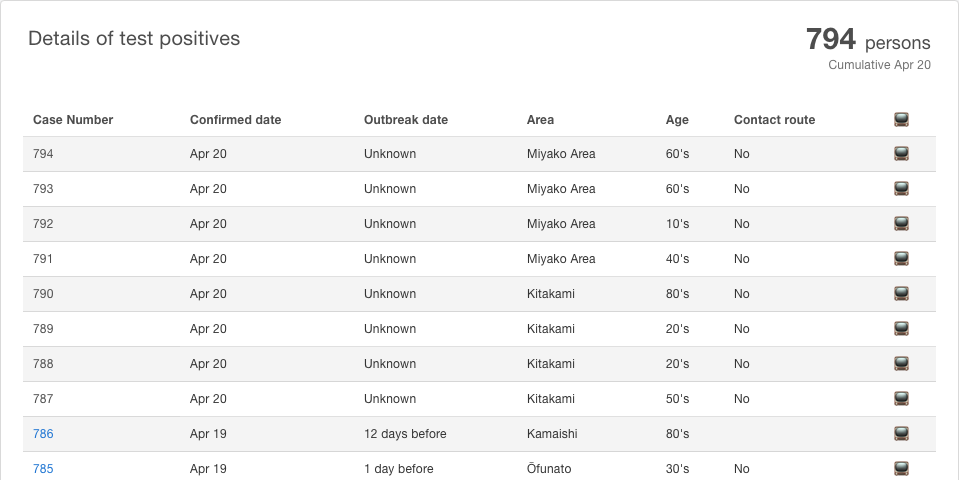 Details of test positives
794 persons
Cumulative Apr 20
Case Number Confirmed date Outbreak date Area Age Contact route
794 Apr 20 Unknown Miyako Area 60's No
793 Apr 20 Unknown Miyako Area 60's No
792 Apr 20 Unknown Miyako Area 10's No
791 Apr 20 Unknown Miyako Area 40's No
790 Apr 20 Unknown Kitakami 80's No
789 Apr 20 Unknown Kitakami 20's No
788 Apr 20 Unknown Kitakami 20's No
787 Apr 20 Unknown Kitakami 50's No
786 Apr 19 12 days before Kamaishi 80's
785 Apr 19 1 day before Ōfunato 30's No